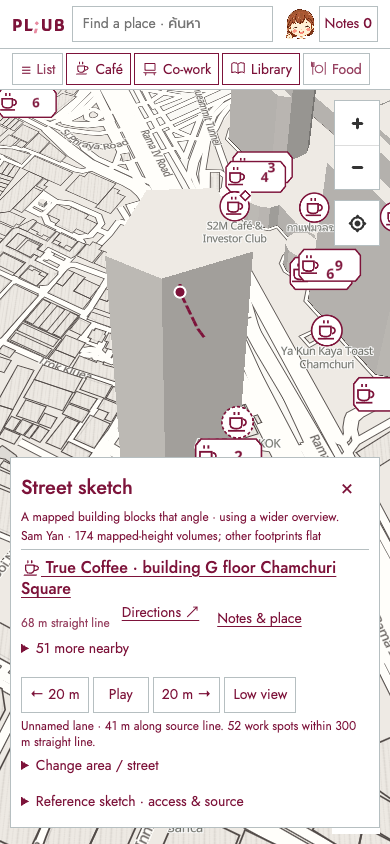 PL;UB
Find a place · ค้นหา
Notes 0
≡ List
Café
Co-work
Library
Food
6
Rama IV Road
3
4
+
−
S2M Café &
Investor Club
6 9
Ya Kun Kaya Toast
Chamchuri
2
Street sketch
×
A mapped building blocks that angle · using a wider overview.
Sam Yan · 174 mapped-height volumes; other footprints flat
True Coffee · building G floor Chamchuri
Square
68 m straight line
Directions ↗
Notes & place
▶ 51 more nearby
← 20 m
Play
20 m →
Low view
Unnamed lane · 41 m along source line. 52 work spots within 300
m straight line.
▶ Change area / street
▶ Reference sketch · access & source